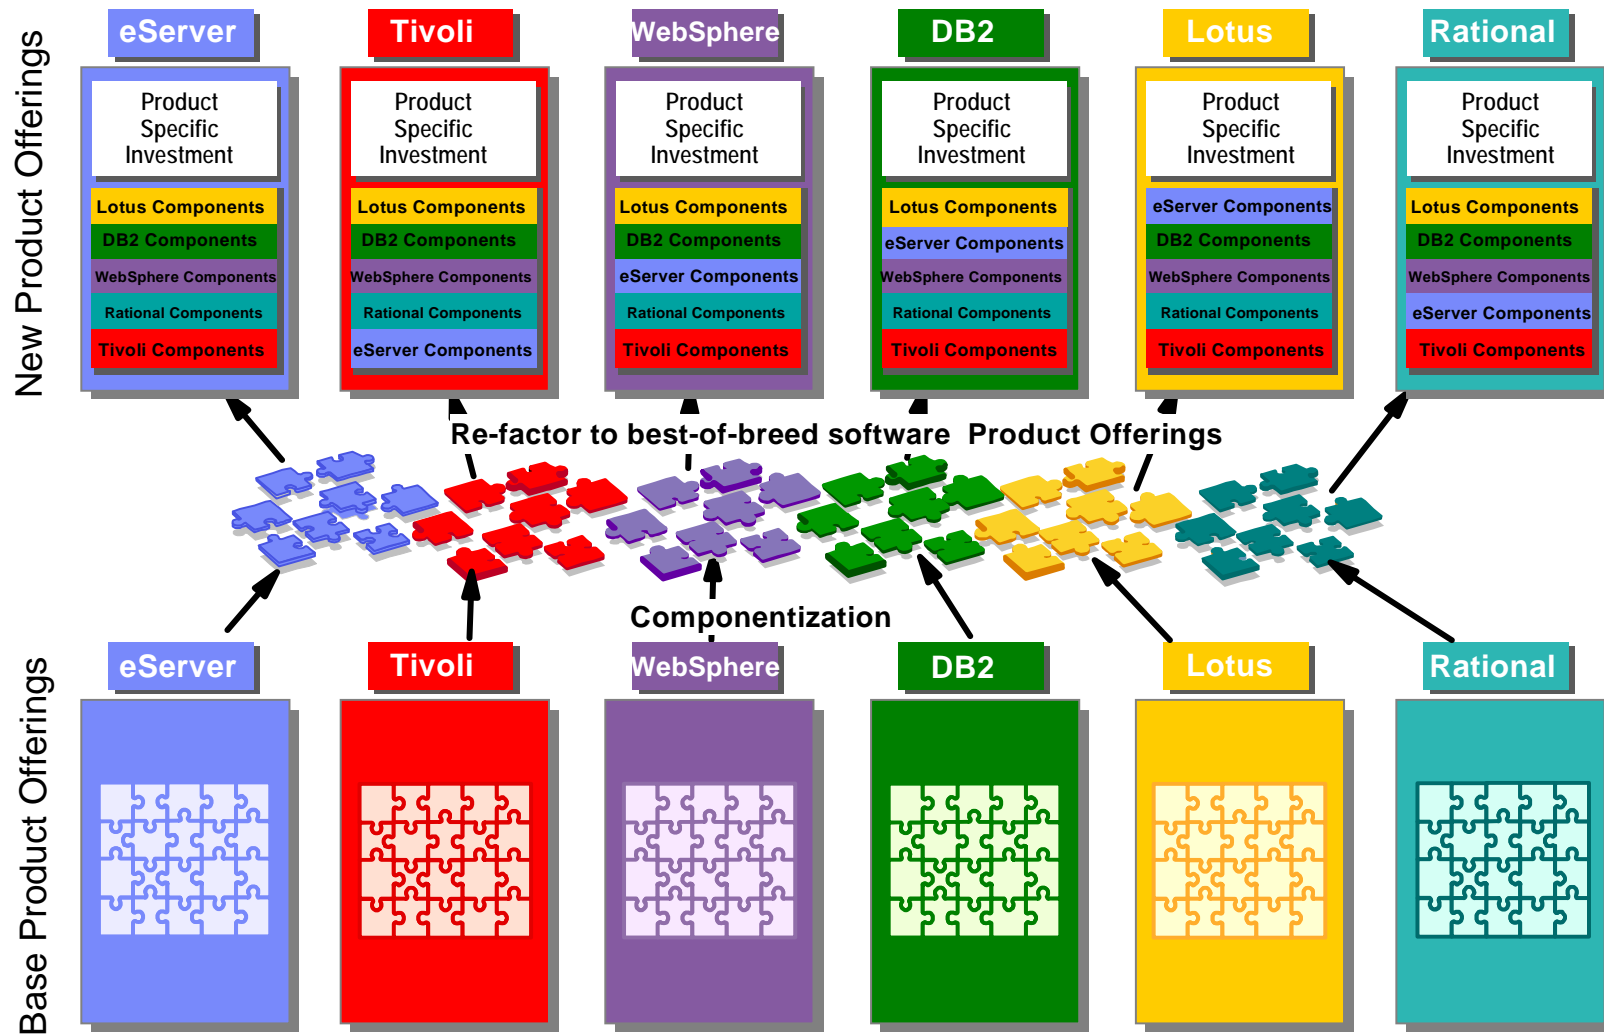 New Product Offerings
eServer
Tivoli
WebSphere
DB2
Lotus
Rational
Product
Specific
Investment
Lotus Components
DB2 Components
WebSphere Components
Rational Components
Tivoli Components
Product
Specific
Investment
Lotus Components
DB2 Components
WebSphere Components
Rational Components
eServer Components
Product
Specific
Investment
Lotus Components
DB2 Components
eServer Components
Rational Components
Tivoli Components
Product
Specific
Investment
Lotus Components
eServer Components
WebSphere Components
Rational Components
Tivoli Components
Product
Specific
Investment
eServer Components
DB2 Components
WebSphere Components
Rational Components
Tivoli Components
Product
Specific
Investment
Lotus Components
DB2 Components
WebSphere Components
eServer Components
Tivoli Components
Re-factor to best-of-breed software Product Offerings
Componentization
Base Product Offerings
eServer
Tivoli
WebSphere
DB2
Lotus
Rational